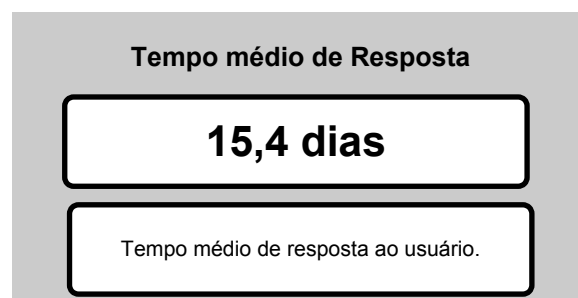 Tempo médio de Resposta
15,4 dias
Tempo médio de resposta ao usuário.